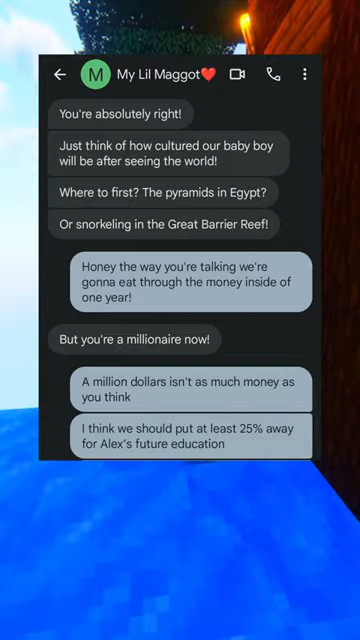 M My Lil Maggot❤️
You're absolutely right!
Just think of how cultured our baby boy
will be after seeing the world!
Where to first? The pyramids in Egypt?
Or snorkeling in the Great Barrier Reef!
Honey the way you're talking we're
gonna eat through the money inside of
one year!
But you're a millionaire now!
A million dollars isn't as much money as
you think
I think we should put at least 25% away
for Alex's future education